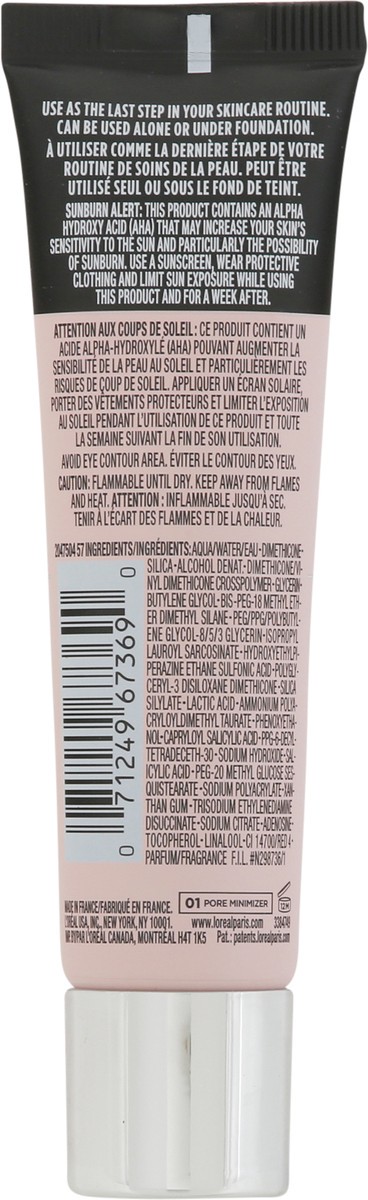 USE AS THE LAST STEP IN YOUR SKINCARE ROUTINE.
CAN BE USED ALONE OR UNDER FOUNDATION.
À UTILISER COMME LA DERNIÈRE ÉTAPE DE VOTRE
ROUTINE DE SOINS DE LA PEAU. PEUT ÊTRE
UTILISÉ SEUL OU SOUS LE FOND DE TEINT.
SUNBURN ALERT: THIS PRODUCT CONTAINS AN ALPHA
HYDROXY ACID (AHA) THAT MAY INCREASE YOUR SKIN'S
SENSITIVITY TO THE SUN AND PARTICULARLY THE POSSIBILITY
OF SUNBURN. USE A SUNSCREEN, WEAR PROTECTIVE
CLOTHING AND LIMIT SUN EXPOSURE WHILE USING
THIS PRODUCT AND FOR A WEEK AFTER.
ATTENTION AUX COUPS DE SOLEIL: CE PRODUIT CONTIENT UN
ACIDE ALPHA-HYDROXYLÉ (AHA) POUVANT AUGMENTER LA
SENSIBILITÉ DE LA PEAU AU SOLEIL ET PARTICULIÈREMENT LES
RISQUES DE COUP DE SOLEIL. APPLIQUER UN ÉCRAN SOLAIRE,
PORTER DES VÊTEMENTS PROTECTEURS ET LIMITER L'EXPOSITION
AU SOLEIL PENDANT L'UTILISATION DE CE PRODUIT ET TOUTE
LA SEMAINE SUIVANT LA FIN DE SON UTILISATION.
AVOID EYE CONTOUR AREA. ÉVITER LE CONTOUR DES YEUX.
CAUTION: FLAMMABLE UNTIL DRY. KEEP AWAY FROM FLAMES
AND HEAT. ATTENTION : INFLAMMABLE JUSQU'À SEC.
TENIR À L'ÉCART DES FLAMMES ET DE LA CHALEUR.
2047504 57 INGREDIENTS/INGRÉDIENTS: AQUA/WATER/EAU•DIMETHICONE•
SILICA•ALCOHOL DENAT.•DIMETHICONE/VI-
NYL DIMETHICONE CROSSPOLYMER•GLYCERIN•
BUTYLENE GLYCOL•BIS-PEG-18 METHYL ETH-
ER DIMETHYL SILANE•PEG/PPG/POLYBUTYL-
ENE GLYCOL-8/5/3 GLYCERIN•ISOPROPYL
LAUROYL SARCOSINATE•HYDROXYETHYLPI-
PERAZINE ETHANE SULFONIC ACID•POLYGLY-
CERYL-3 DISILOXANE DIMETHICONE•SILICA
SILYLATE•LACTIC ACID•AMMONIUM POLYA-
CRYLOYLDIMETHYL TAURATE•PHENOXYETHA-
NOL•CAPRYLOYL SALICYLIC ACID•PPG-6-DECYL-
TETRADECETH-30•SODIUM HYDROXIDE•SAL-
ICYLIC ACID•PEG-20 METHYL GLUCOSE SES-
QUISTEARATE•SODIUM POLYACRYLATE•XAN-
THAN GUM•TRISODIUM ETHYLENEDIAMINE
DISUCCINATE•SODIUM CITRATE•ADENOSINE•
TOCOPHEROL•LINALOOL•CI 14700/RED 4•
PARFUM/FRAGRANCE F.I.L. #N298736/1
0 71249 67369 0
MADE IN FRANCE/FABRIQUÉ EN FRANCE.
L'ORÉAL USA, INC., NEW YORK, NY, 10001.
BY/PAR L'ORÉAL CANADA, MONTRÉAL H4T 1K5
01 PORE MINIMIZER
12M
www.lorealparis.com 3384749
Pat.: patents.loreal.com